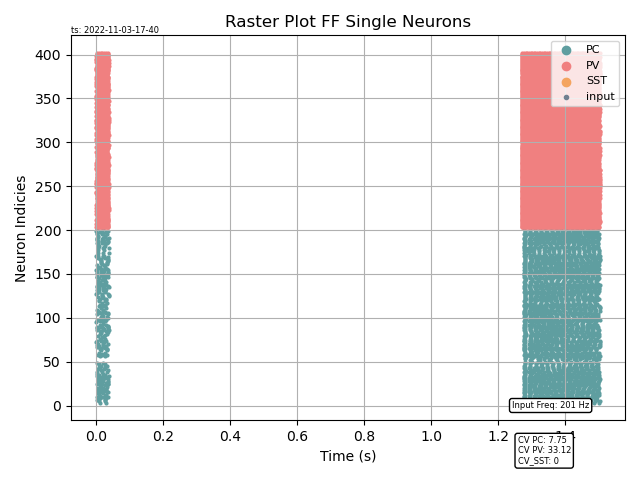 Raster Plot FF Single Neurons
ts: 2022-11-03-17-40
PC
PV
SST
input
400
350
300
250
200
150
100
50
0
Neuron Indicies
Input Freq: 201 Hz
0.0 0.2 0.4 0.6 0.8 1.0 1.2 1.4
Time (s)
CV PC: 7.75
CV PV: 33.12
CV_SST: 0